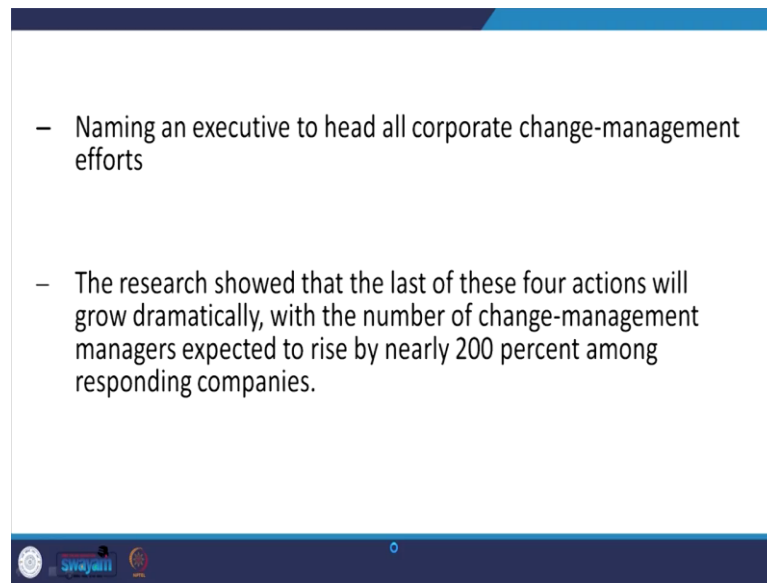 – Naming an executive to head all corporate change-management
efforts
– The research showed that the last of these four actions will
grow dramatically, with the number of change-management
managers expected to rise by nearly 200 percent among
responding companies.
swayam